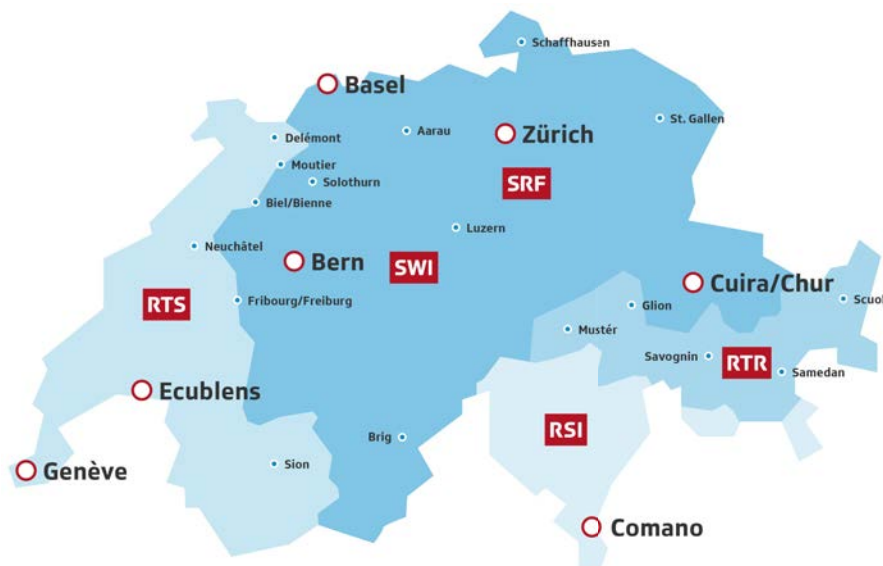 Schaffhausen
Basel
St. Gallen
Aarau
Zürich
Delémont
Moutier
Solothurn
SRF
Biel/Bienne
Luzern
Neuchâtel
Bern
SWI
Cuira/Chur
RTS
Fribourg/Freiburg
Glion
Scuol
Mustér
Savognin
RTR
Samedan
Ecublens
RSI
Brig
Genève
Sion
Comano